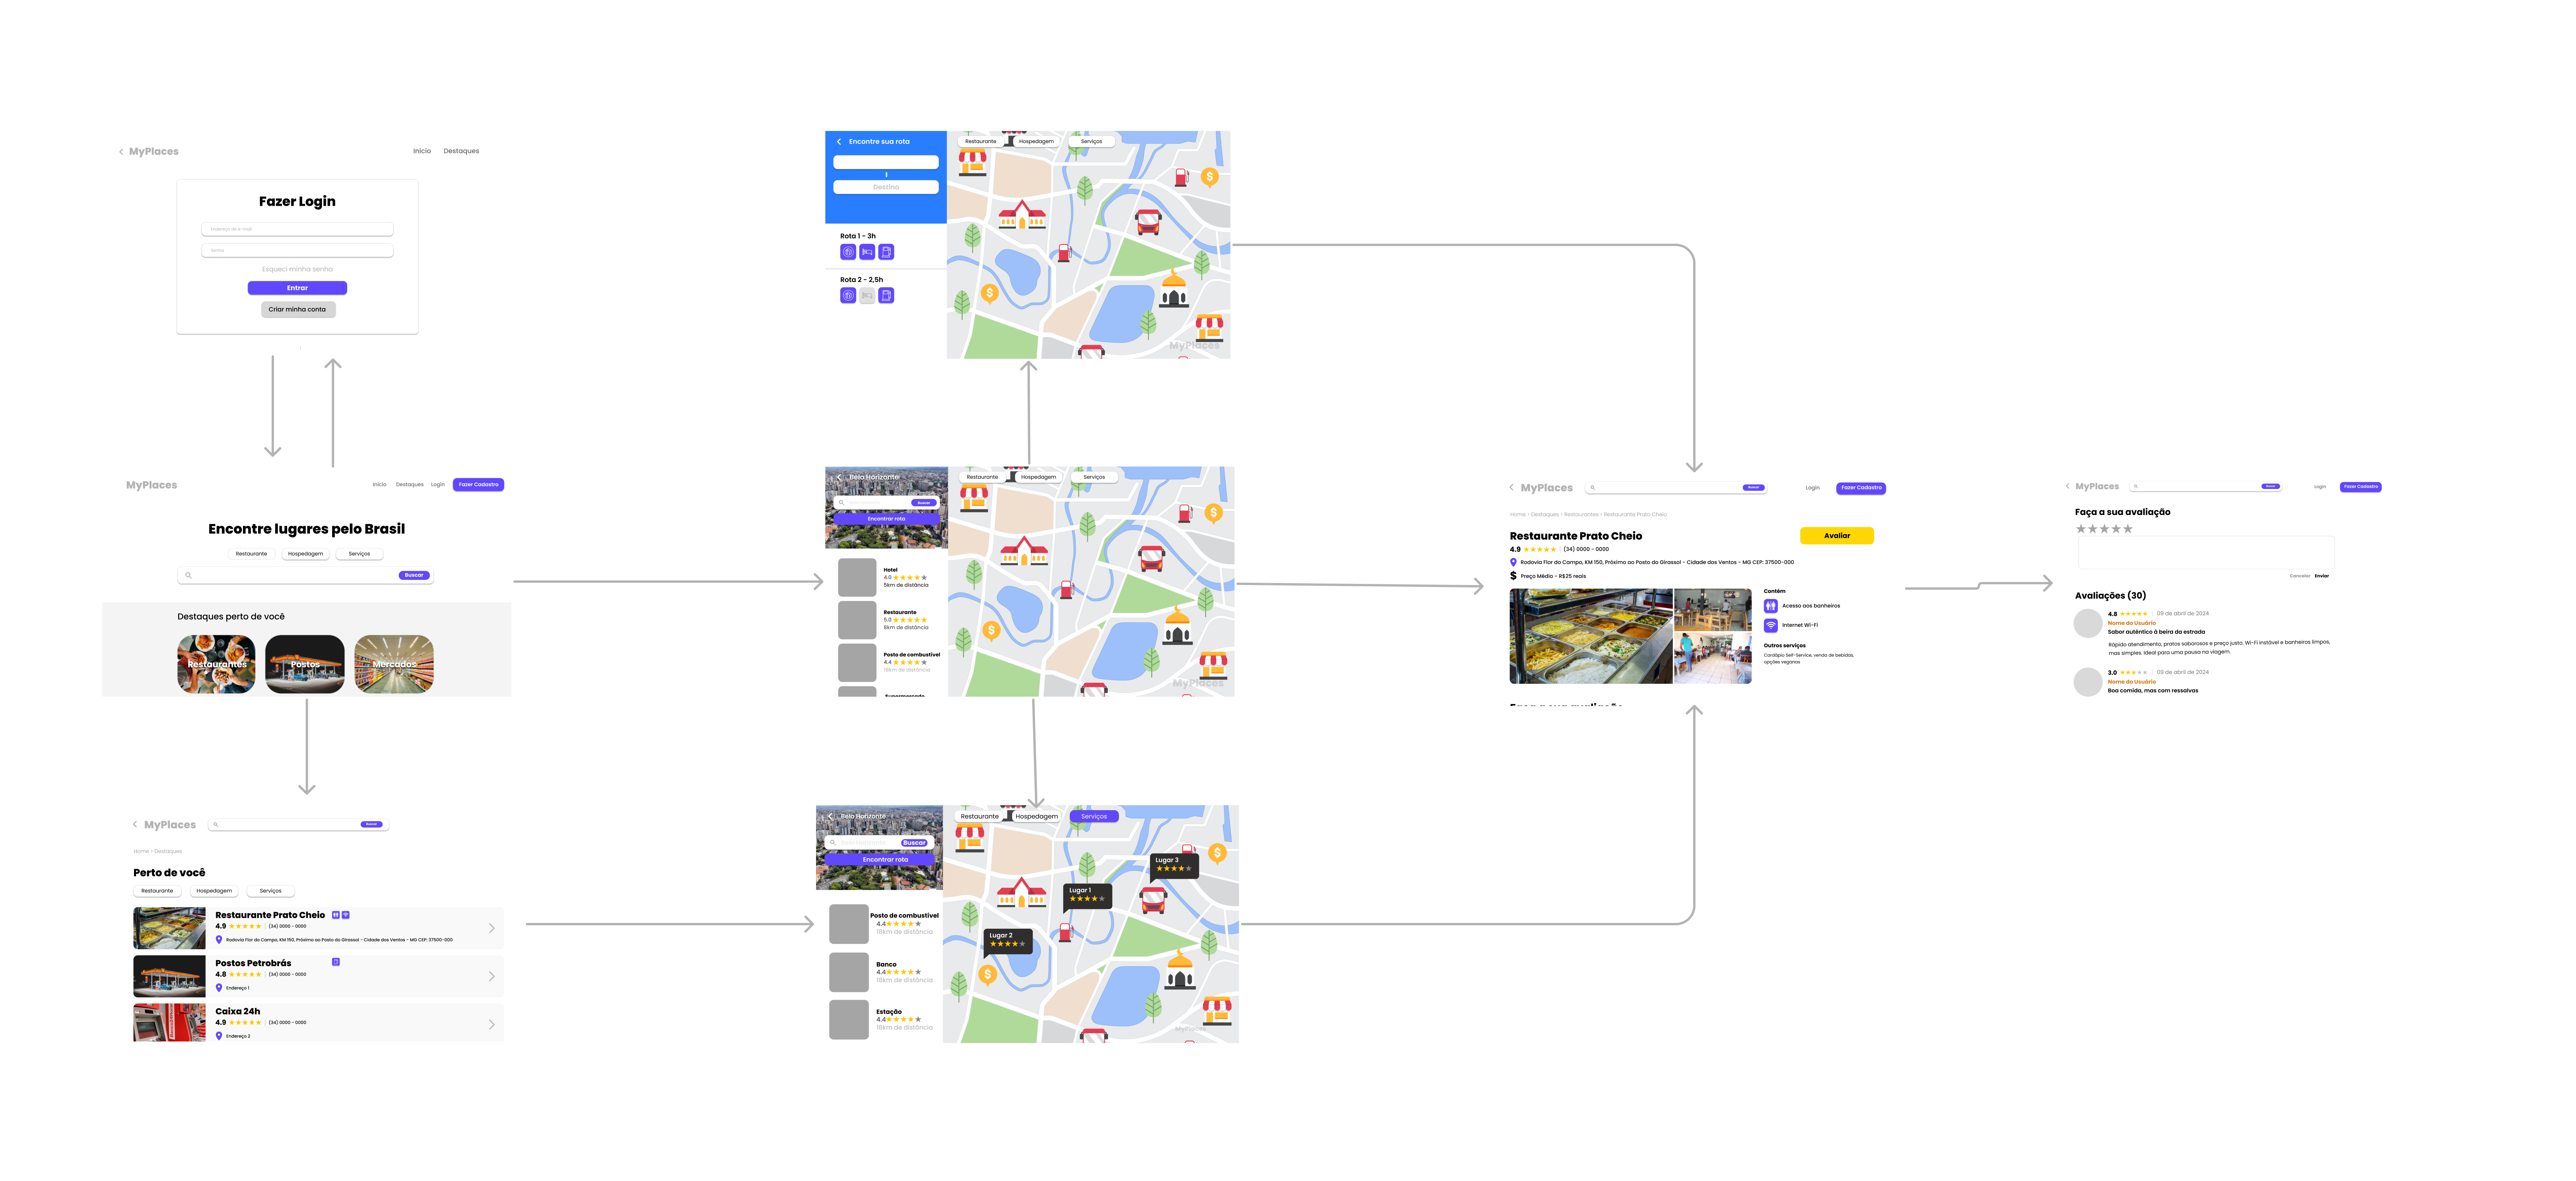 MyPlaces
Início Destaques
Fazer Login
Endereço de e-mail
Senha
Esqueci minha senha
Entrar
Criar minha conta
MyPlaces
Início Destaques Login Fazer Cadastro
Encontre lugares pelo Brasil
Restaurante Hospedagem Serviços
Buscar
Destaques perto de você
Restaurantes Postos Mercados
MyPlaces
Buscar
Home > Destaques
Perto de você
Restaurante Hospedagem Serviços
Restaurante Prato Cheio
4.9 (34) 0000 - 0000
Rodovia Flor do Campo, KM 150, Próximo ao Posto do Girassol - Cidade dos Ventos - MG CEP: 37500-000
Postos Petrobrás
4.8 (34) 0000 - 0000
Endereço 1
Caixa 24h
4.9 (34) 0000 - 0000
Endereço 2
Encontre sua rota
Destino
Rota 1 - 3h
Rota 2 - 2,5h
Restaurante Hospedagem Serviços
MyPlaces
Belo Horizonte
Buscar
Encontrar rota
Hotel
4.0
5km de distância
Restaurante
5.0
8km de distância
Posto de combustível
4.4
18km de distância
Supermercado
Restaurante Hospedagem Serviços
MyPlaces
Belo Horizonte
Belo Horizonte
Buscar
Encontrar rota
Posto de combustível
4.4
18km de distância
Banco
4.4
18km de distância
Estação
4.4
18km de distância
Restaurante Hospedagem Serviços
Lugar 3
Lugar 1
Lugar 2
MyPlaces
MyPlaces
Buscar
Login Fazer Cadastro
Home > Destaques > Restaurantes > Restaurante Prato Cheio
Restaurante Prato Cheio
Avaliar
4.9 (34) 0000 - 0000
Rodovia Flor do Campo, KM 150, Próximo ao Posto do Girassol - Cidade dos Ventos - MG CEP: 37500-000
$ Preço Médio - R$25 reais
Contém
Acesso aos banheiros
Internet Wi-Fi
Outros serviços
Cardápio Self-Service, venda de bebidas,
opções veganas
Faça a sua avaliação
MyPlaces
Buscar
Login Fazer Cadastro
Faça a sua avaliação
Cancelar Enviar
Avaliações (30)
4.8 09 de abril de 2024
Nome do Usuário
Sabor autêntico à beira da estrada
Rápido atendimento, pratos saborosos e preço justo. Wi-Fi instável e banheiros limpos,
mas simples. Ideal para uma pausa na viagem.
3.0 09 de abril de 2024
Nome do Usuário
Boa comida, mas com ressalvas